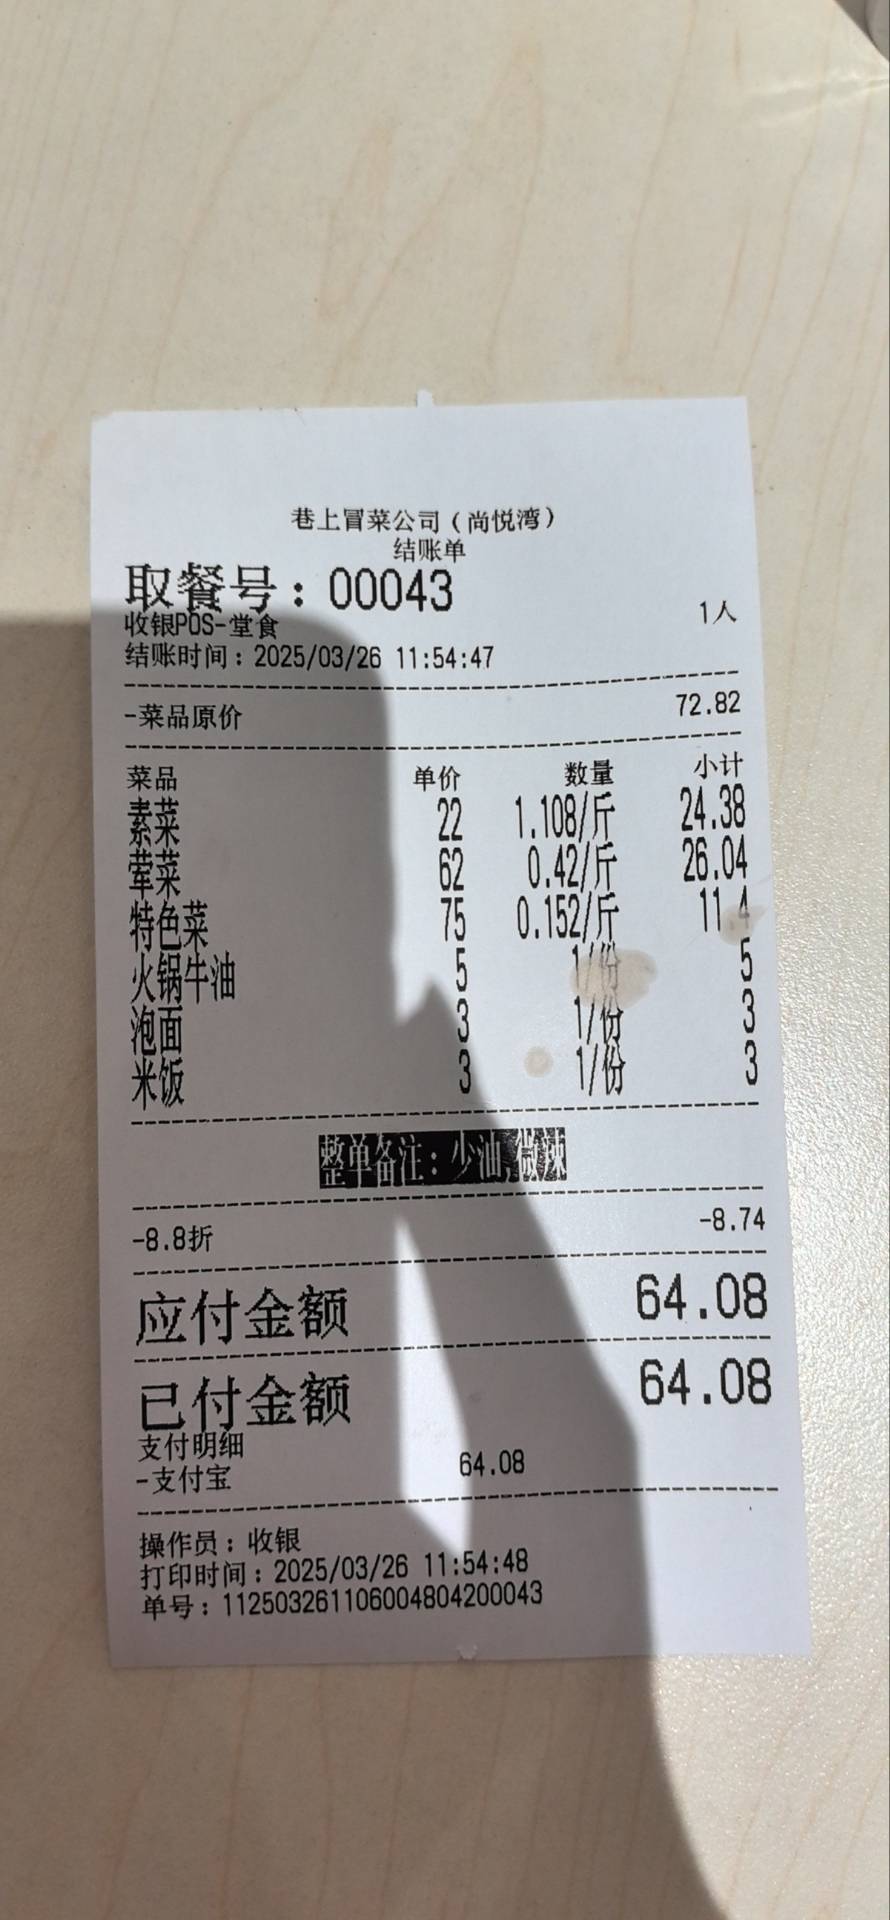 巷上冒菜公司（尚悦湾）
结账单
取餐号：00043
1人
收银POS-堂食
结账时间：2025/03/26 11:54:47
-菜品原价 72.82
菜品 单价 数量 小计
素菜 22 1.108/斤 24.38
荤菜 62 0.42/斤 26.04
特色菜 75 0.152/斤 11.4
火锅牛油 5 1/份 5
泡面 3 1/份 3
米饭 3 1/份 3
整单备注：少油,微辣
-8.8折 -8.74
应付金额 64.08
已付金额 64.08
支付明细
-支付宝 64.08
操作员：收银
打印时间：2025/03/26 11:54:48
单号：112503261106004804200043